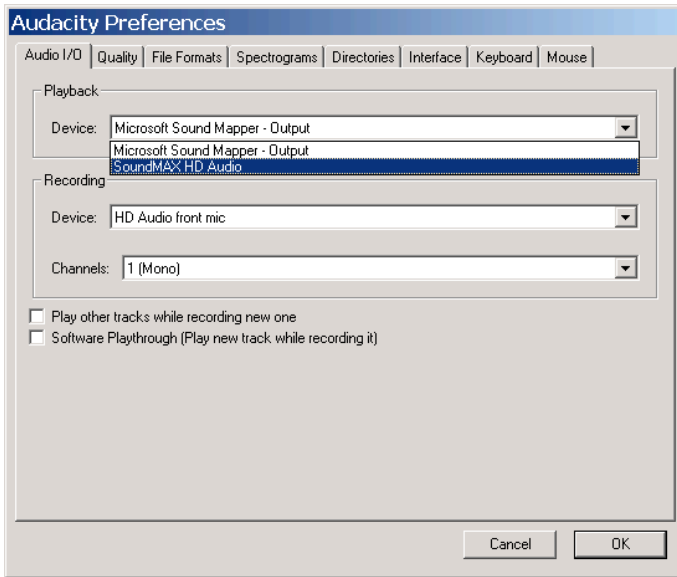 Audacity Preferences
Audio I/O Quality File Formats Spectrograms Directories Interface Keyboard Mouse
Playback
Device: Microsoft Sound Mapper - Output
Microsoft Sound Mapper - Output
SoundMAX HD Audio
Recording
Device: HD Audio front mic
Channels: 1 (Mono)
Play other tracks while recording new one
Software Playthrough (Play new track while recording it)
Cancel OK